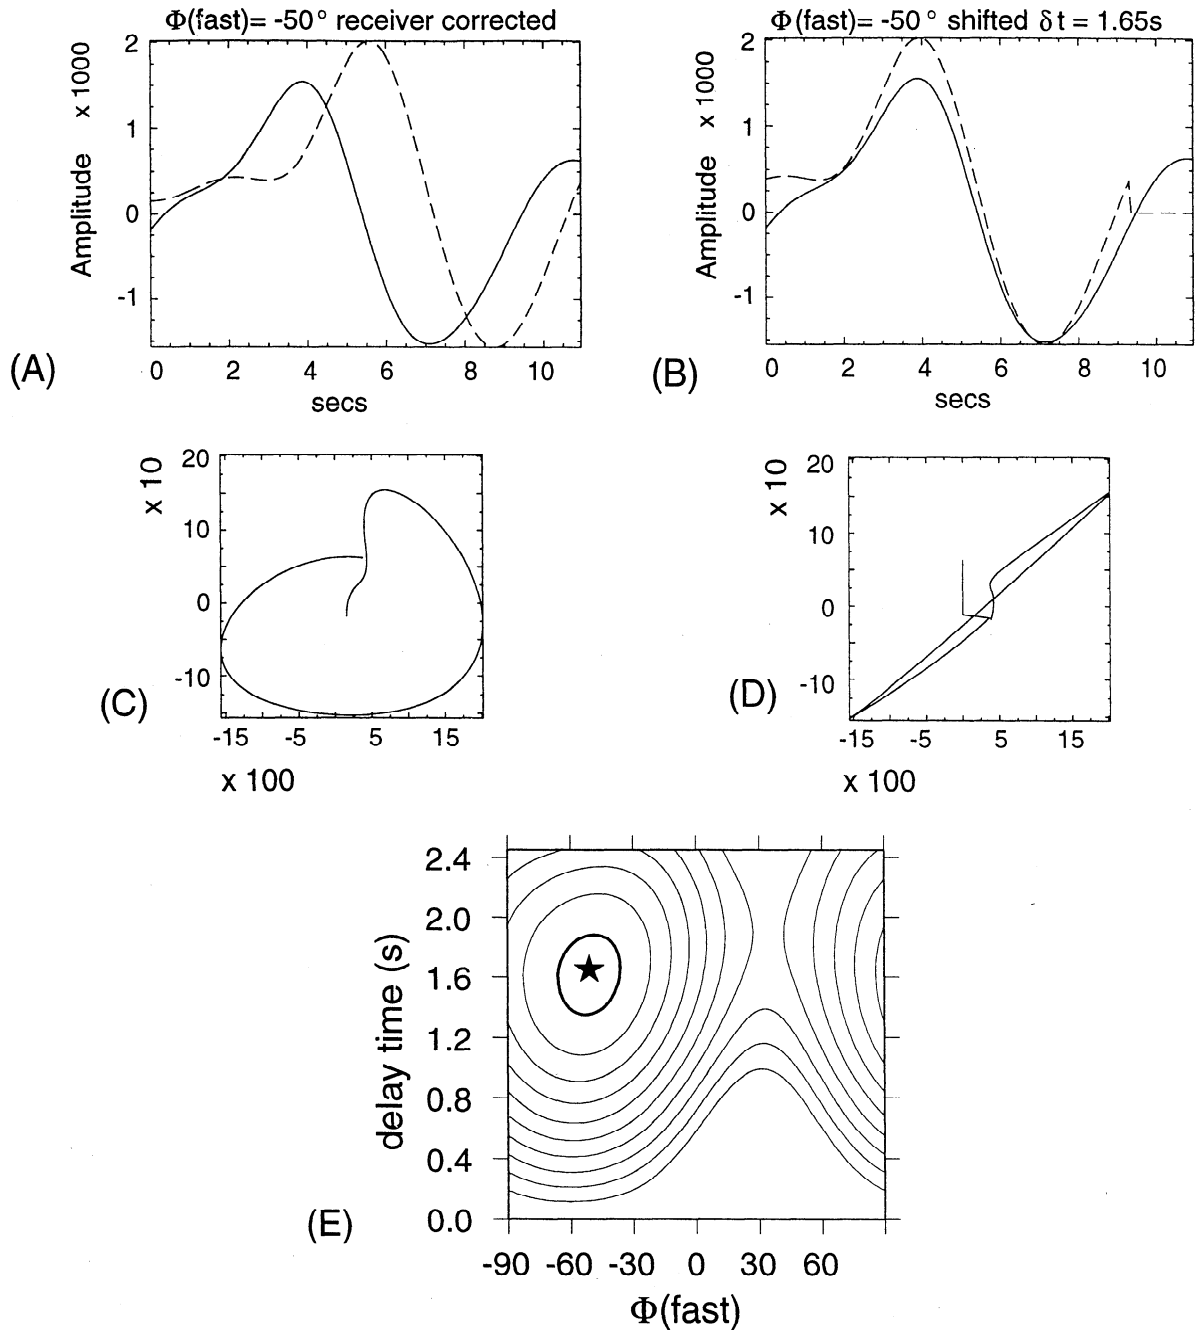 Φ(fast)= -50° receiver corrected
Φ(fast)= -50° shifted δt = 1.65s
x 1000
Amplitude
2
1
0
-1
0 2 4 6 8 10
secs
(A)
x 1000
Amplitude
2
1
0
-1
0 2 4 6 8 10
secs
(B)
x 10
20
10
0
-10
-15 -5 5 15
x 100
(C)
x 10
20
10
0
-10
-15 -5 5 15
x 100
(D)
delay time (s)
2.4
2.0
1.6
1.2
0.8
0.4
0.0
-90 -60 -30 0 30 60
Φ(fast)
(E)